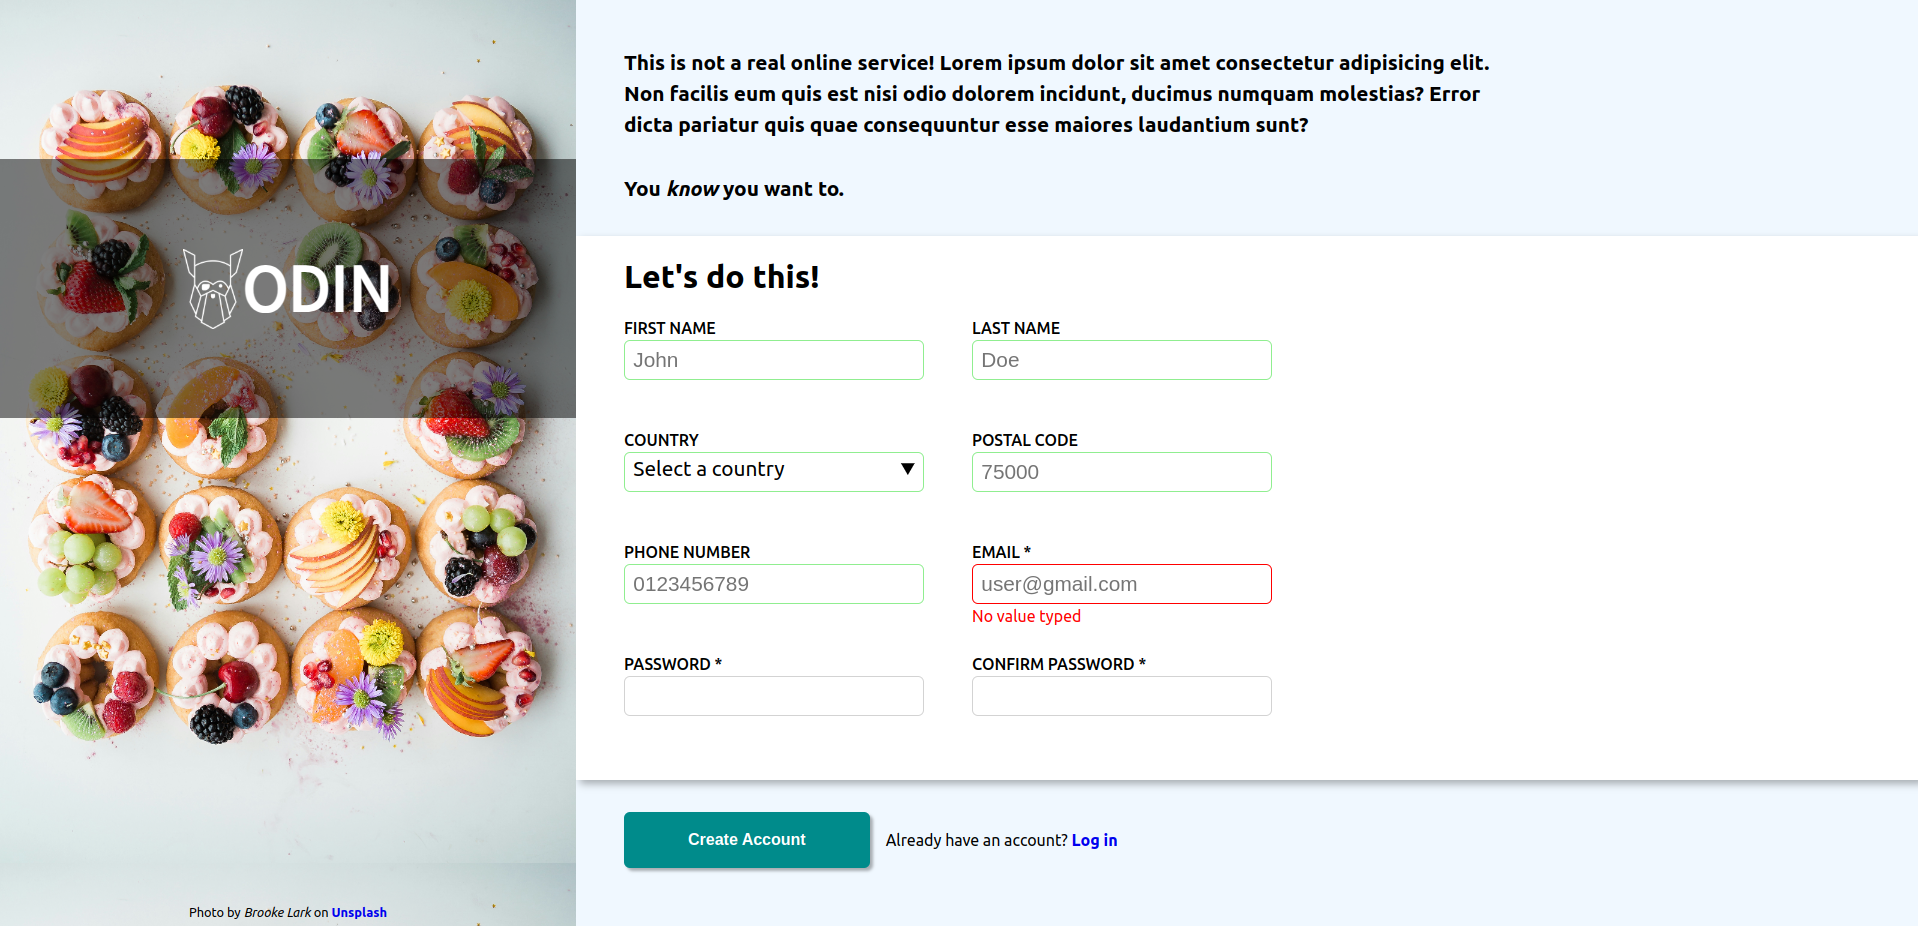 ODIN
Photo by Brooke Lark on Unsplash
This is not a real online service! Lorem ipsum dolor sit amet consectetur adipisicing elit.
Non facilis eum quis est nisi odio dolorem incidunt, ducimus numquam molestias? Error
dicta pariatur quis quae consequuntur esse maiores laudantium sunt?
You know you want to.
Let's do this!
FIRST NAME
John
LAST NAME
Doe
COUNTRY
Select a country
POSTAL CODE
75000
PHONE NUMBER
0123456789
EMAIL *
user@gmail.com
No value typed
PASSWORD *
CONFIRM PASSWORD *
Create Account
Already have an account? Log in